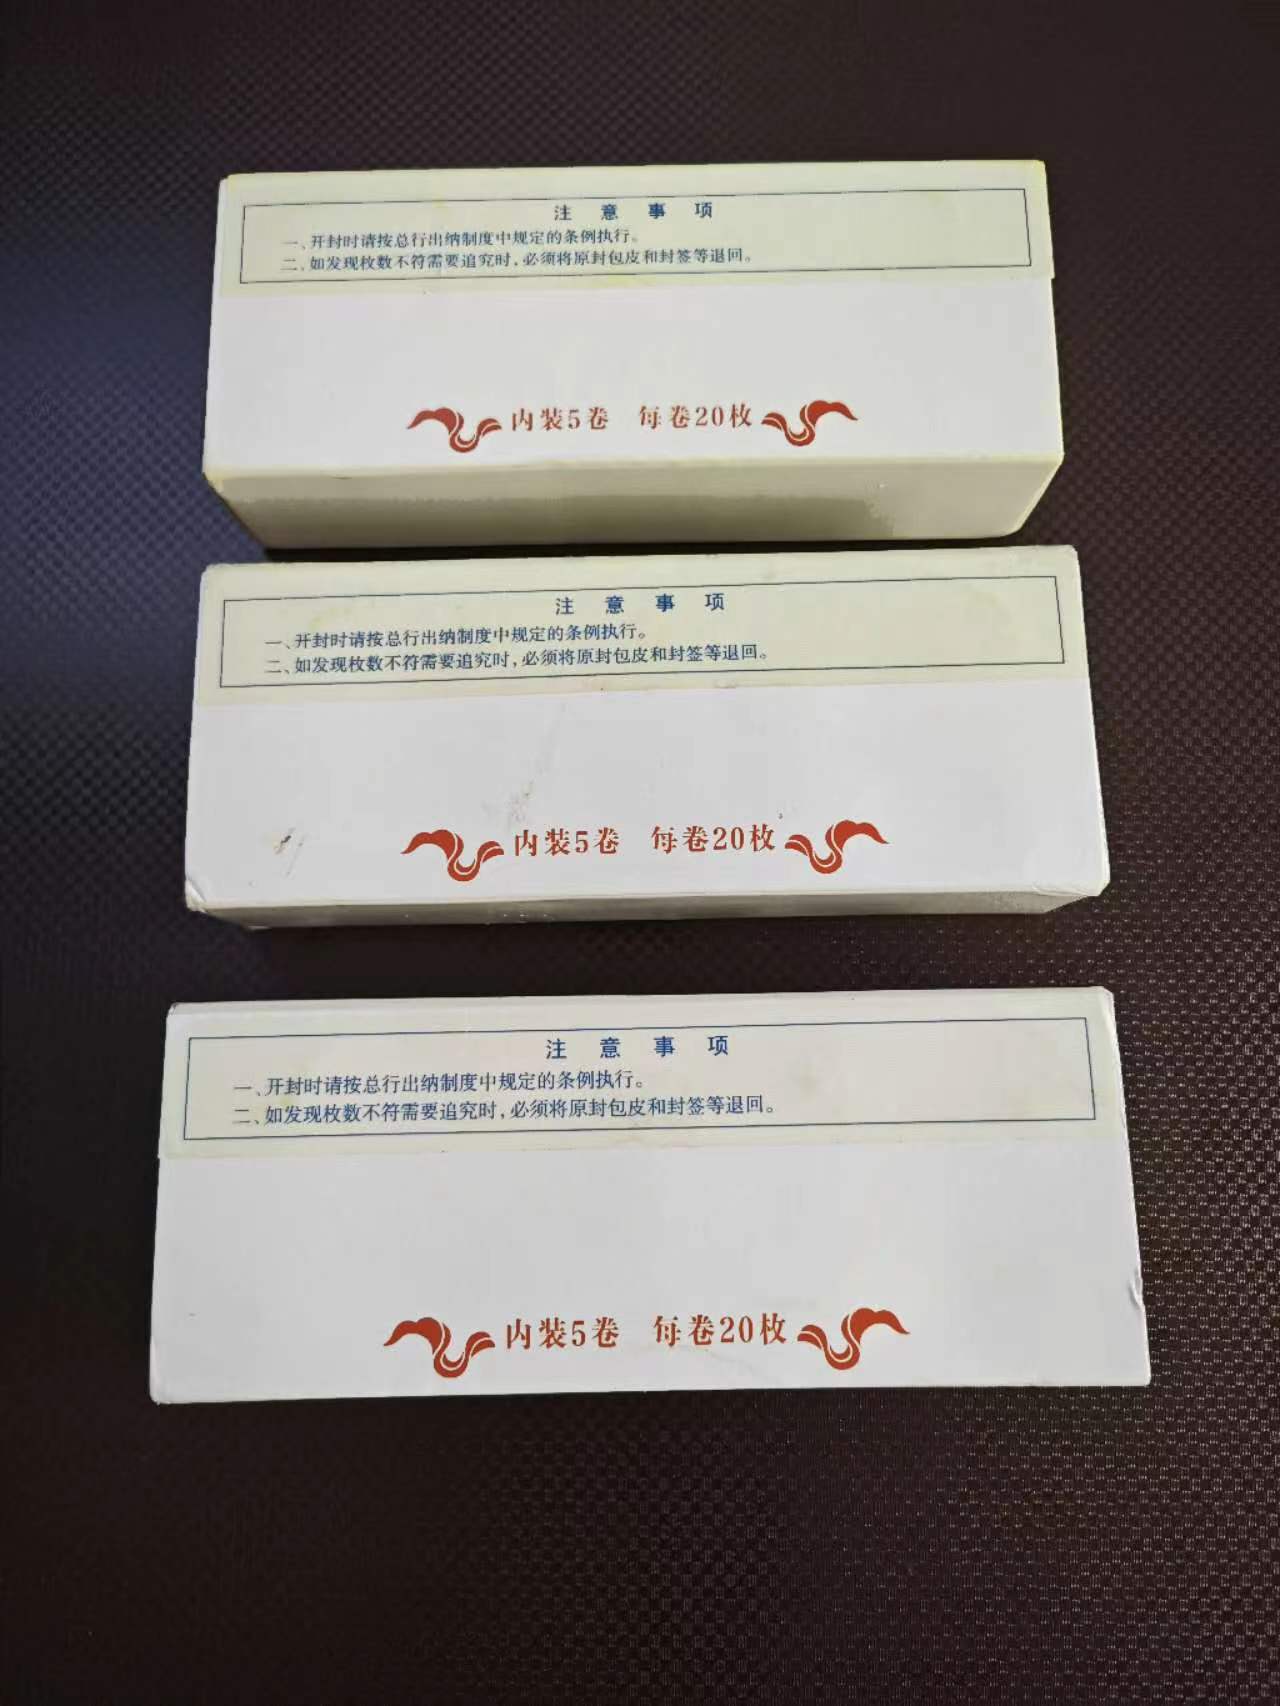 注意事项
一、开封时请按总行出纳制度中规定的条例执行。
二、如发现枚数不符需要追究时，必须将原封包皮和封签等退回。
内装5卷 每卷20枚
注意事项
一、开封时请按总行出纳制度中规定的条例执行。
二、如发现枚数不符需要追究时，必须将原封包皮和封签等退回。
内装5卷 每卷20枚
注意事项
一、开封时请按总行出纳制度中规定的条例执行。
二、如发现枚数不符需要追究时，必须将原封包皮和封签等退回。
内装5卷 每卷20枚